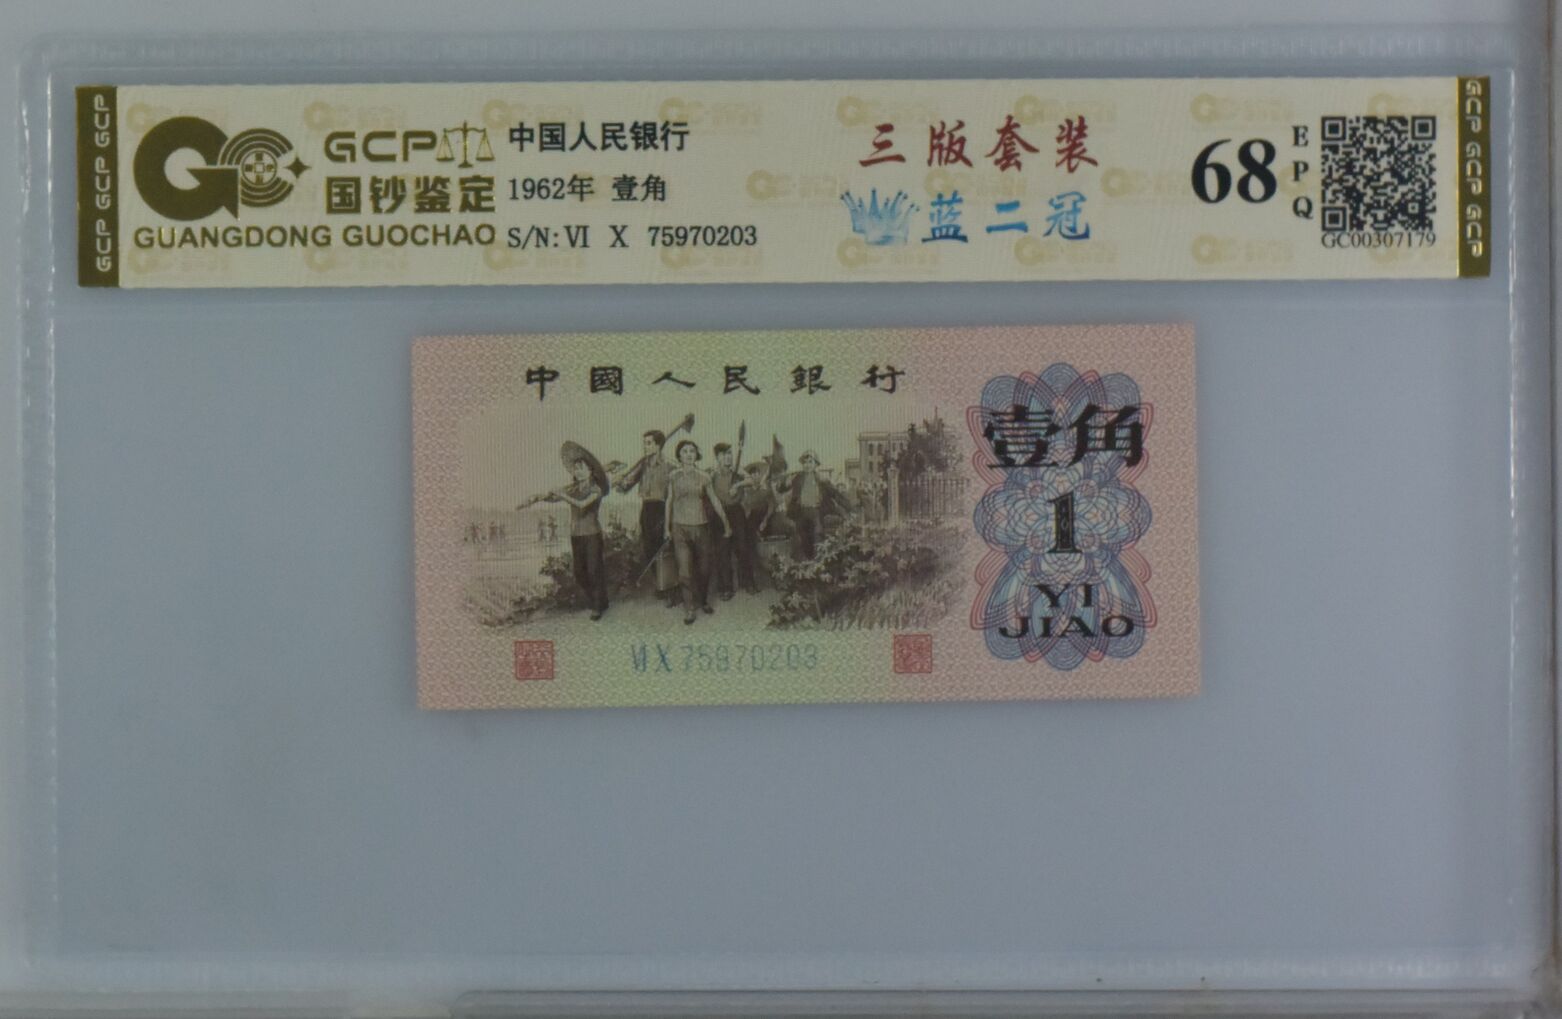 GCP GCP GCP
GCP
国钞鉴定
GUANGDONG GUOCHAO
中国人民银行
1962年 壹角
S/N: VI X 75970203
三版套装
蓝二冠
68
EPQ
GC00307179
GCP GCP GCP
中國人民銀行
壹角
1
YI
JIAO
VI X 75970203